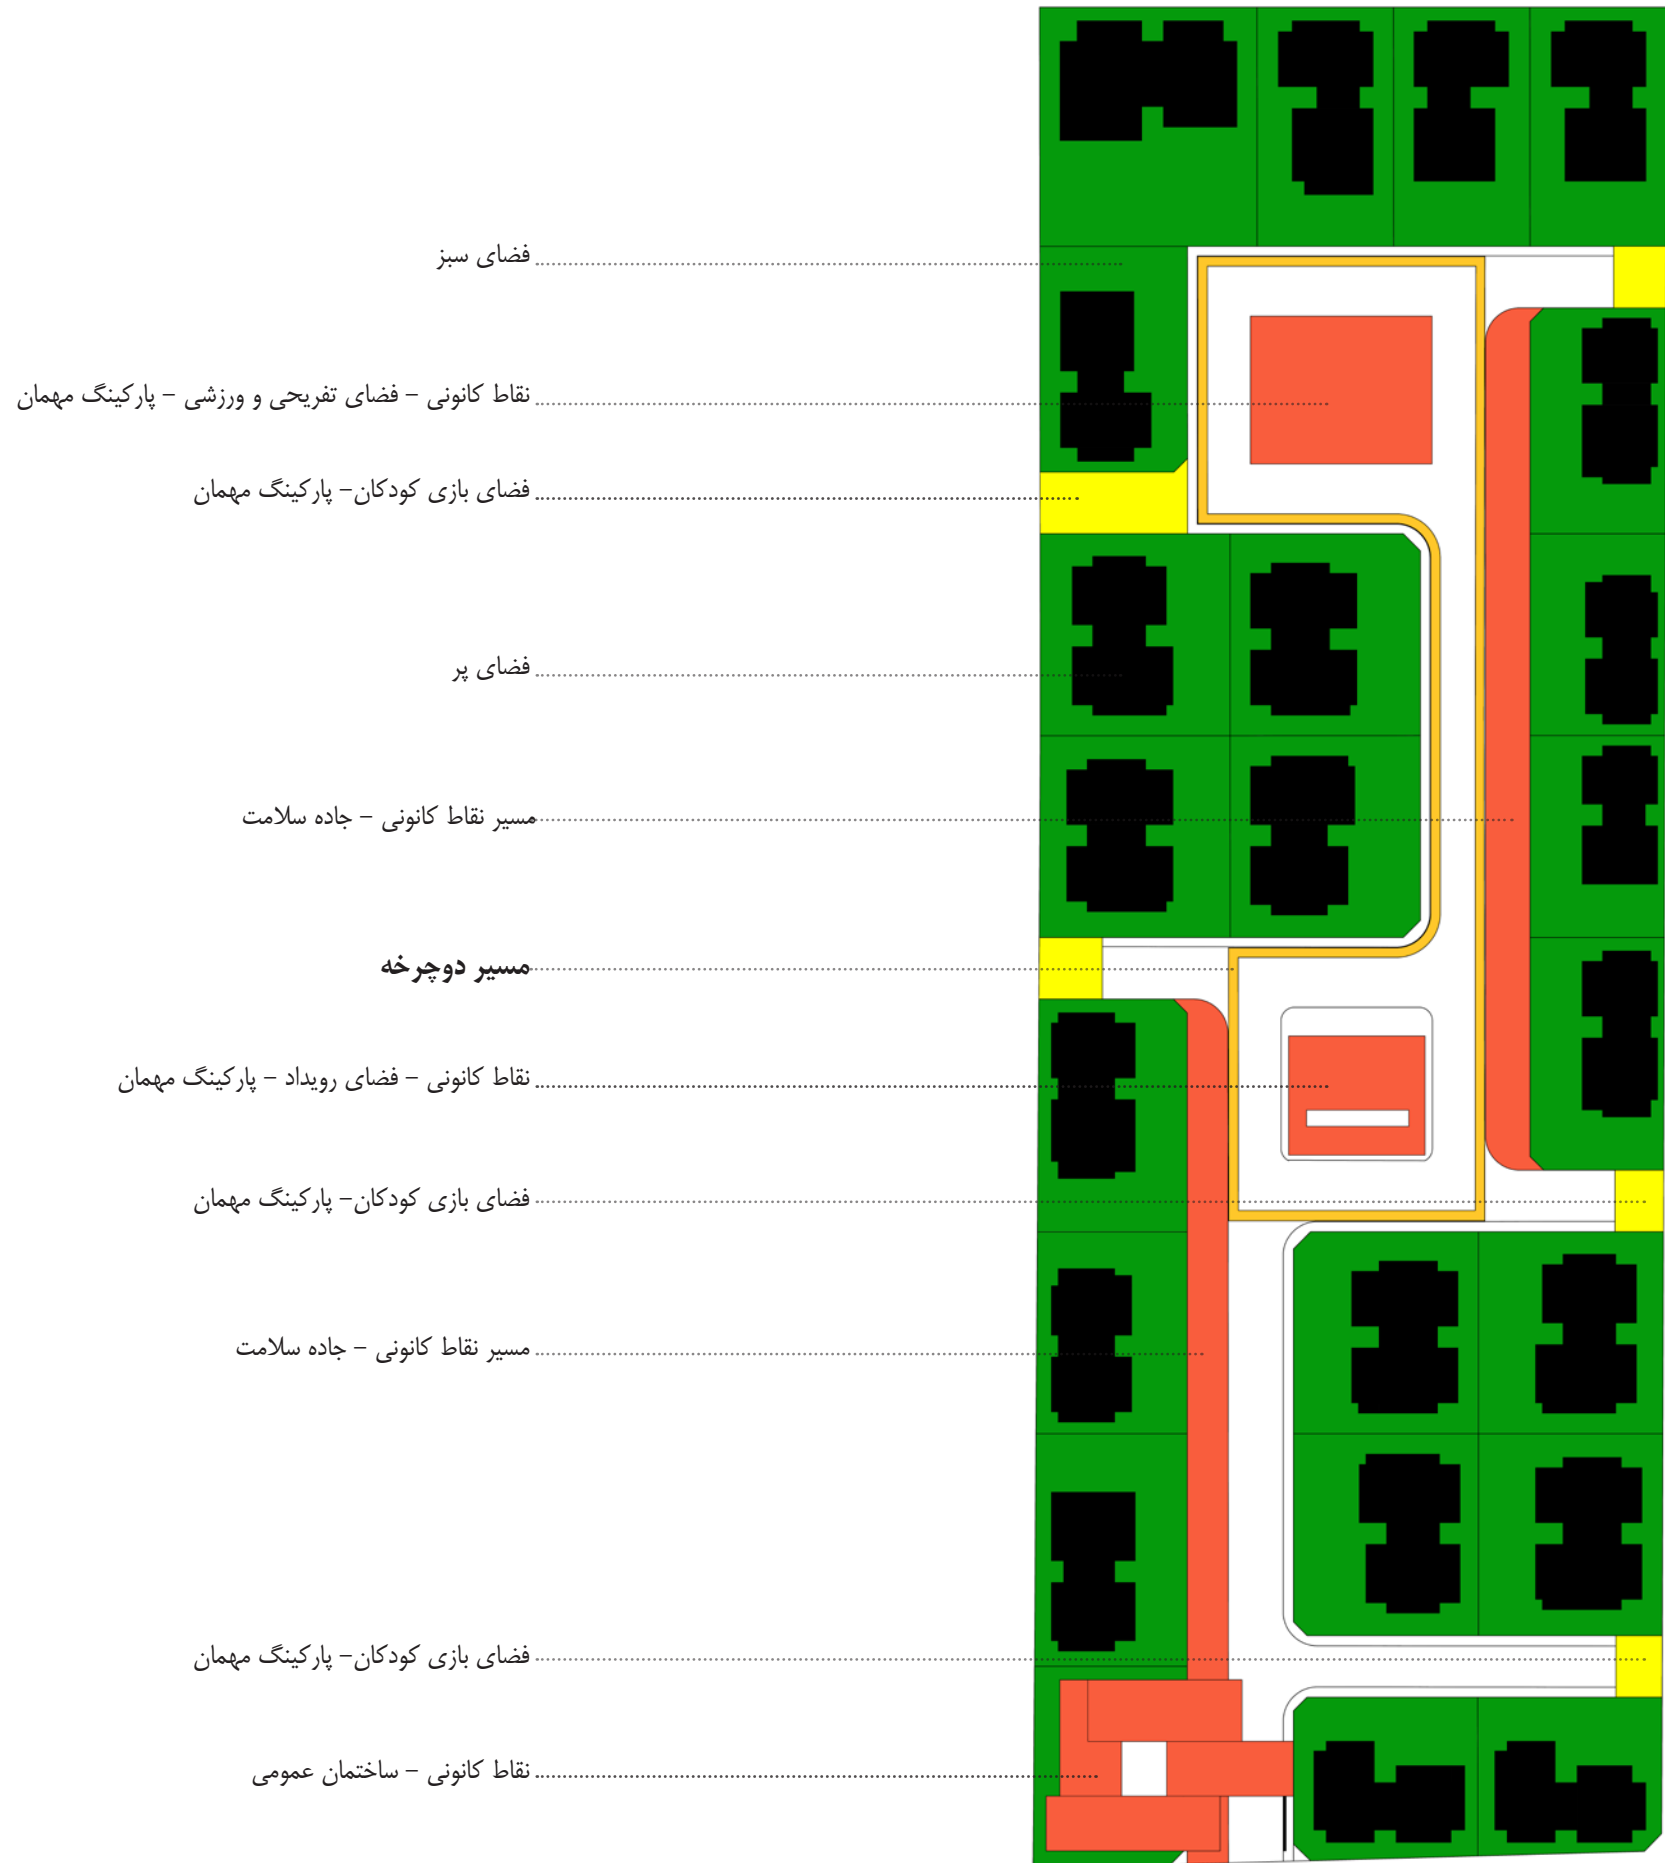 فضای سبز
نقاط کانونی – فضای تفریحی و ورزشی – پارکینگ مهمان
فضای بازی کودکان– پارکینگ مهمان
فضای پر
مسیر نقاط کانونی – جاده سلامت
مسیر دوچرخه
نقاط کانونی – فضای رویداد – پارکینگ مهمان
فضای بازی کودکان– پارکینگ مهمان
مسیر نقاط کانونی – جاده سلامت
فضای بازی کودکان– پارکینگ مهمان
نقاط کانونی – ساختمان عمومی